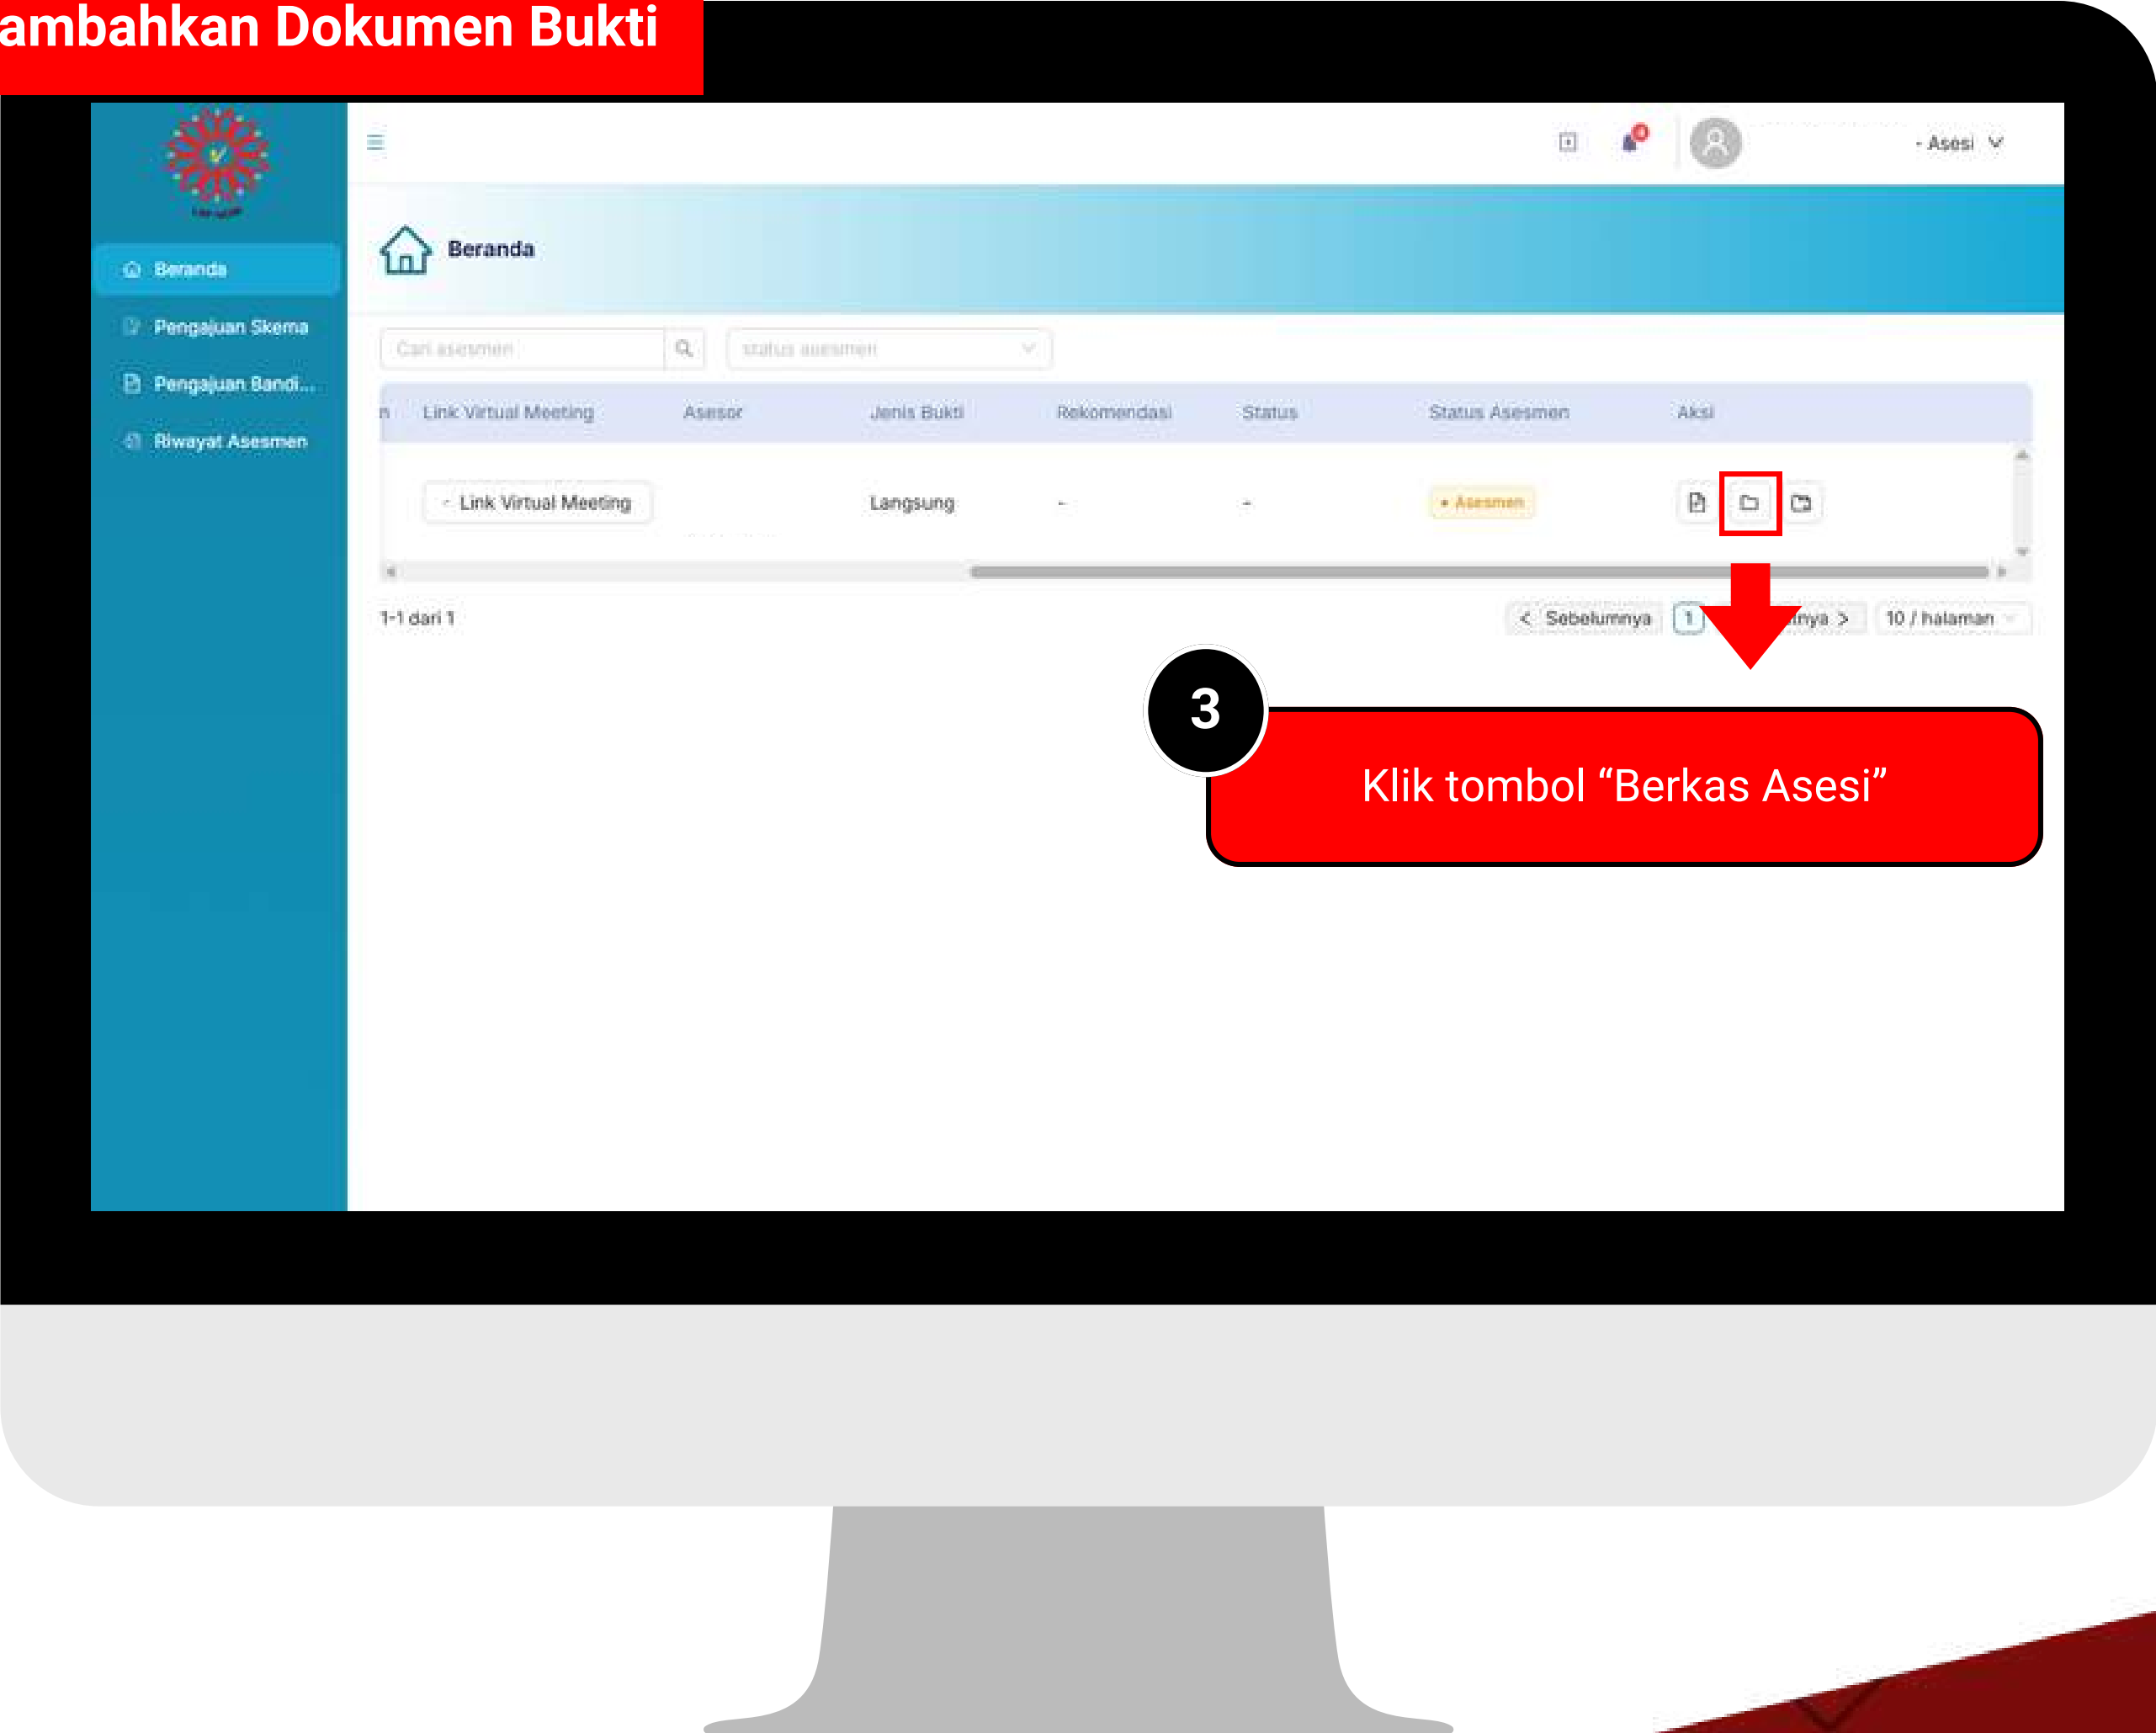 ambahkan Dokumen Bukti
- Asesi
Beranda
Beranda
Pengajuan Skema
Pengajuan Bandi...
Riwayat Asesmen
Cari asesmen
status asesmen
n Link Virtual Meeting Asesor Jenis Bukti Rekomendasi Status Status Asesmen Aksi
- Link Virtual Meeting Langsung - - • Asesmen
1-1 dari 1
< Sebelumnya 1 nya > 10 / halaman
3
Klik tombol “Berkas Asesi”